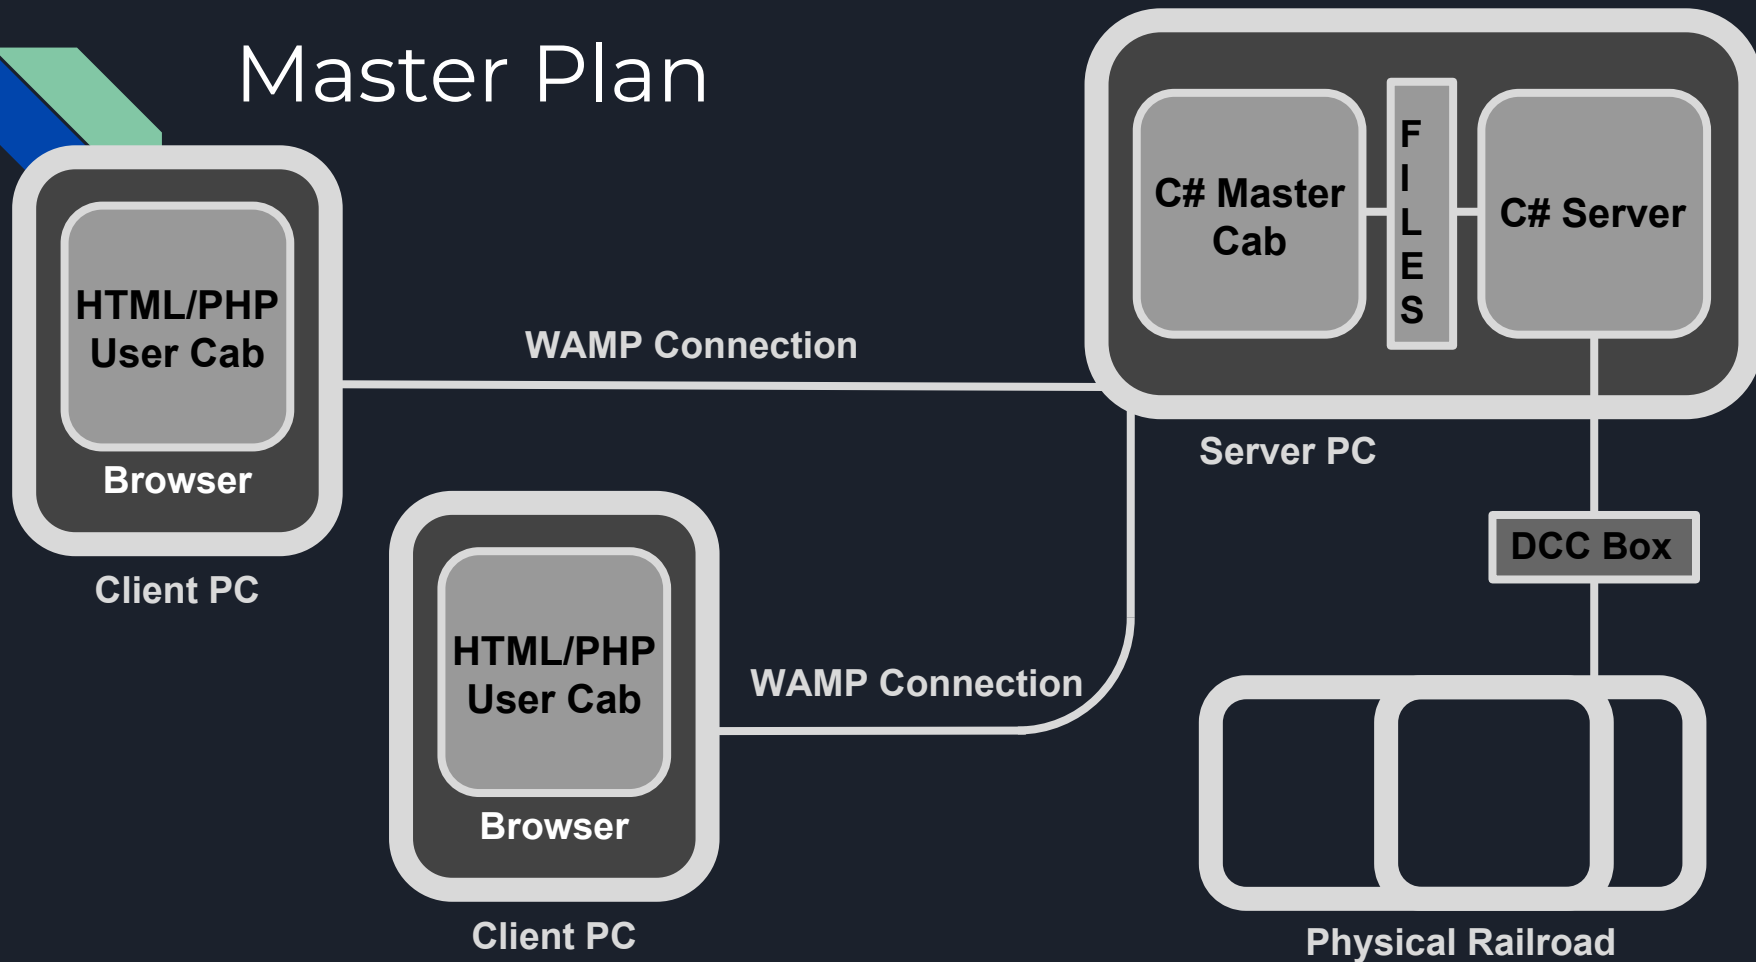 Master Plan
HTML/PHP
User Cab
Browser
Client PC
WAMP Connection
HTML/PHP
User Cab
Browser
Client PC
WAMP Connection
C# Master
Cab
F
I
L
E
S
C# Server
Server PC
DCC Box
Physical Railroad